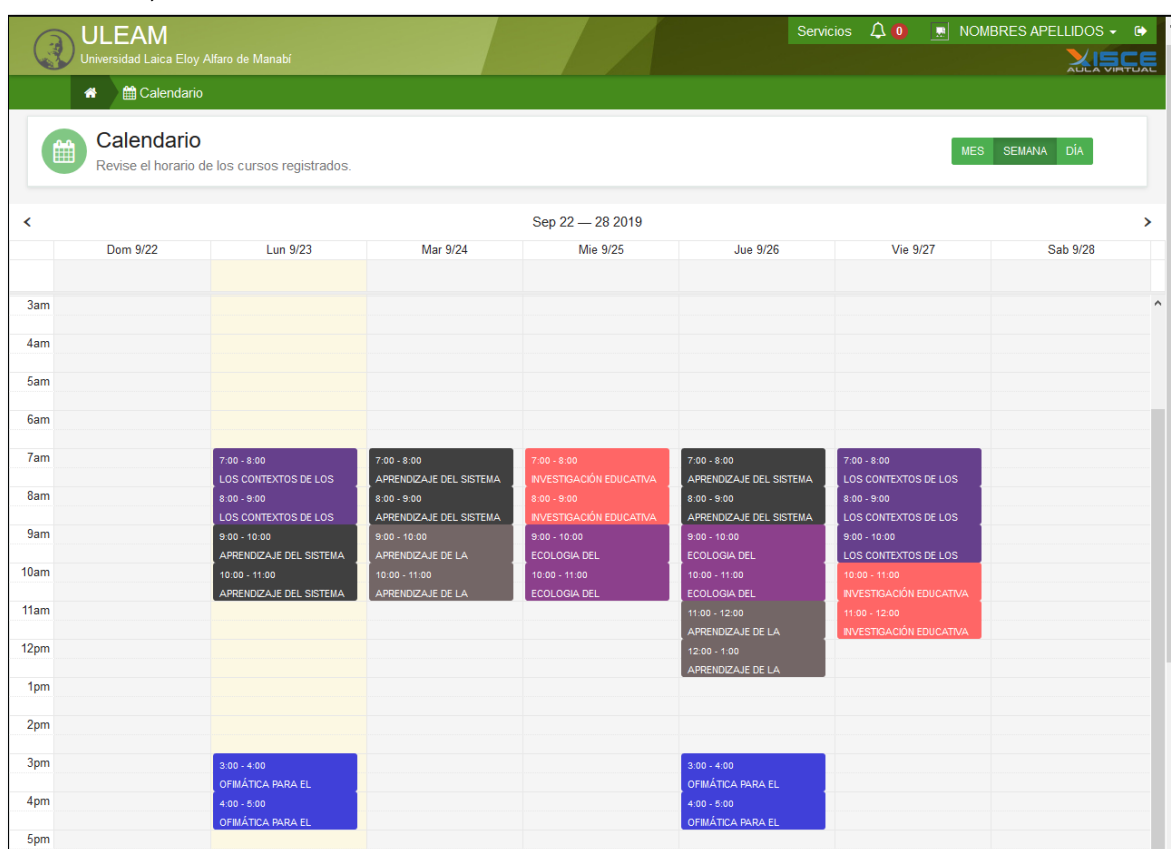 ULEAM
Universidad Laica Eloy Alfaro de Manabí
Servicios 0 NOMBRES APELLIDOS
XISCE
AULA VIRTUAL
Calendario
Calendario
Revise el horario de los cursos registrados.
MES SEMANA DÍA
Sep 22 — 28 2019
Dom 9/22 Lun 9/23 Mar 9/24 Mie 9/25 Jue 9/26 Vie 9/27 Sab 9/28
3am
4am
5am
6am
7am 7:00 - 8:00 7:00 - 8:00 7:00 - 8:00 7:00 - 8:00 7:00 - 8:00
LOS CONTEXTOS DE LOS APRENDIZAJE DEL SISTEMA INVESTIGACIÓN EDUCATIVA APRENDIZAJE DEL SISTEMA LOS CONTEXTOS DE LOS
8am 8:00 - 9:00 8:00 - 9:00 8:00 - 9:00 8:00 - 9:00 8:00 - 9:00
LOS CONTEXTOS DE LOS APRENDIZAJE DEL SISTEMA INVESTIGACIÓN EDUCATIVA APRENDIZAJE DEL SISTEMA LOS CONTEXTOS DE LOS
9am 9:00 - 10:00 9:00 - 10:00 9:00 - 10:00 9:00 - 10:00 9:00 - 10:00
APRENDIZAJE DEL SISTEMA APRENDIZAJE DE LA ECOLOGIA DEL ECOLOGIA DEL LOS CONTEXTOS DE LOS
10am 10:00 - 11:00 10:00 - 11:00 10:00 - 11:00 10:00 - 11:00 10:00 - 11:00
APRENDIZAJE DEL SISTEMA APRENDIZAJE DE LA ECOLOGIA DEL ECOLOGIA DEL INVESTIGACIÓN EDUCATIVA
11am 11:00 - 12:00 11:00 - 12:00
APRENDIZAJE DE LA INVESTIGACIÓN EDUCATIVA
12pm 12:00 - 1:00
APRENDIZAJE DE LA
1pm
2pm
3pm 3:00 - 4:00 3:00 - 4:00
OFIMÁTICA PARA EL OFIMÁTICA PARA EL
4pm 4:00 - 5:00 4:00 - 5:00
OFIMÁTICA PARA EL OFIMÁTICA PARA EL
5pm